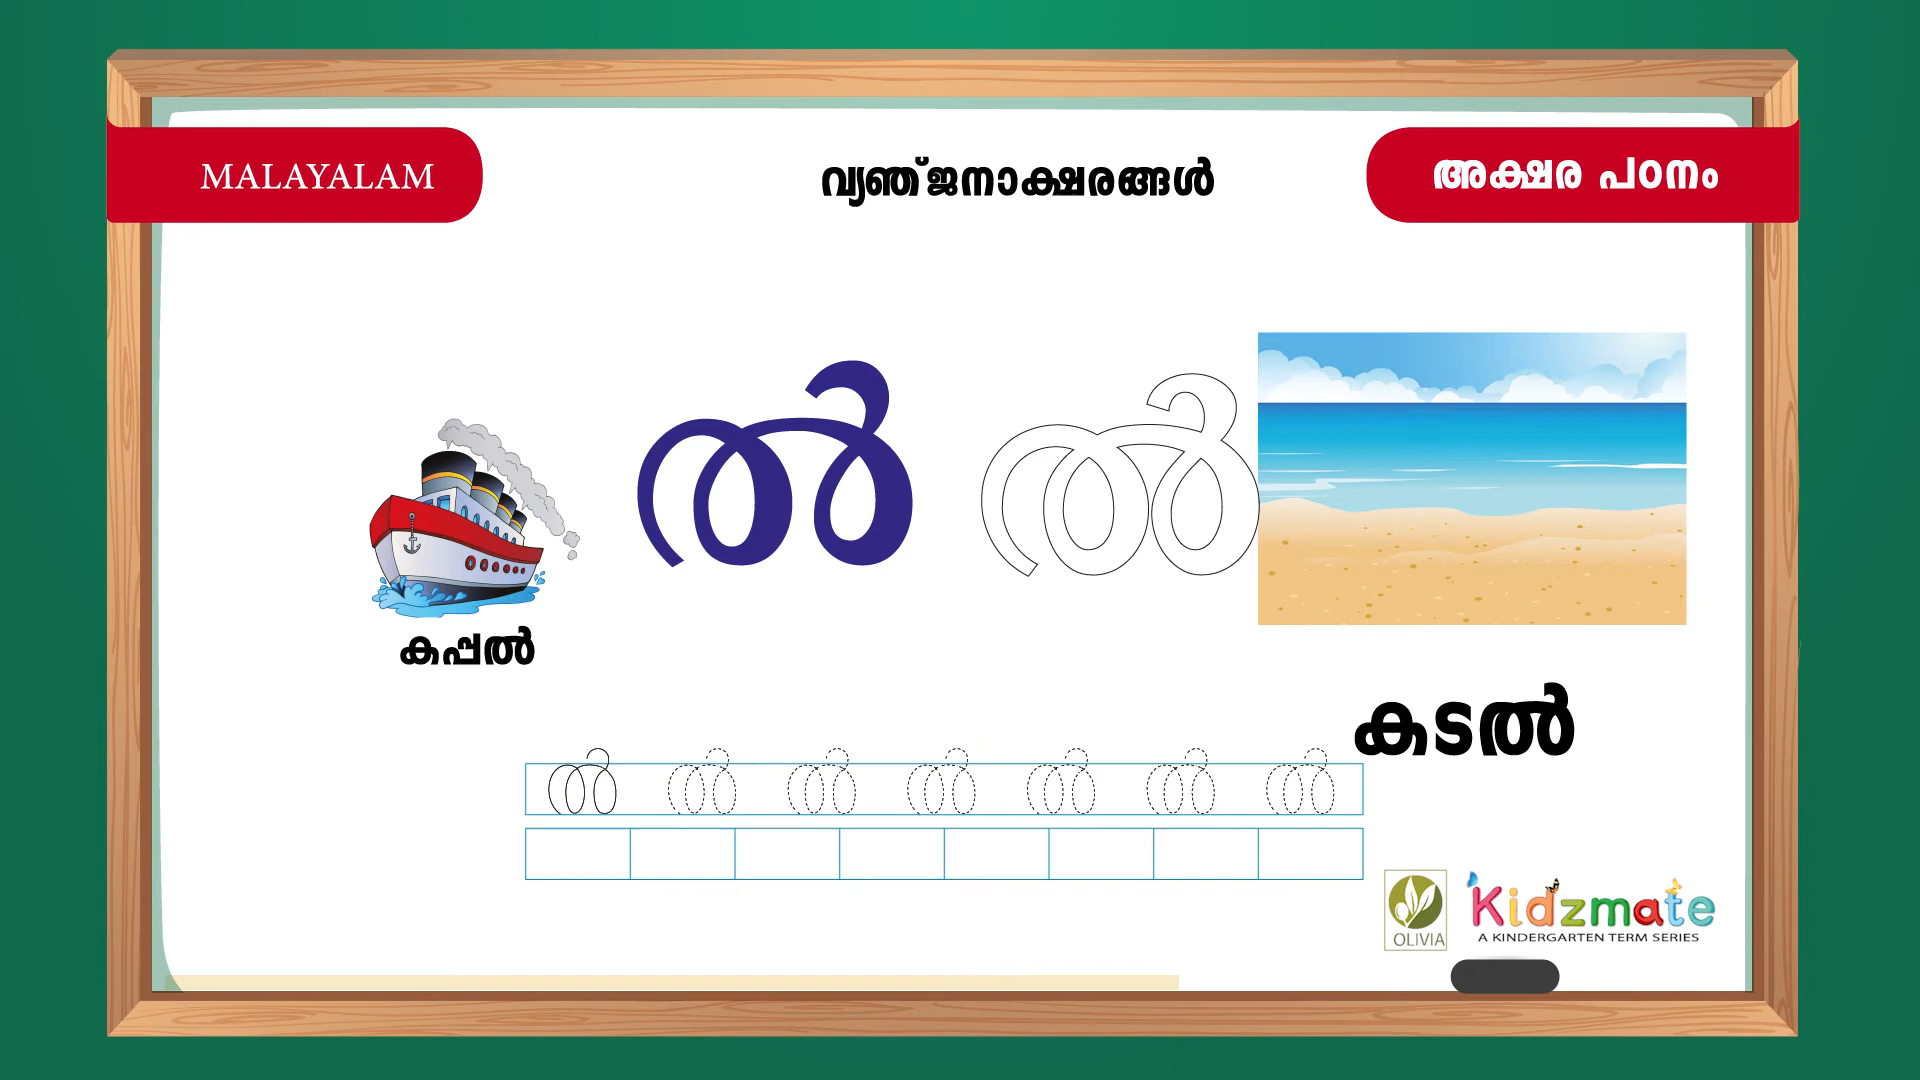 MALAYALAM
വ്യഞ്ജനാക്ഷരങ്ങൾ
അക്ഷര പഠനം
ൽ ൽ
കപ്പൽ
കടൽ
ൽ ൽ ൽ ൽ ൽ ൽ ൽ
OLIVIA
Kidzmate
A KINDERGARTEN TERM SERIES